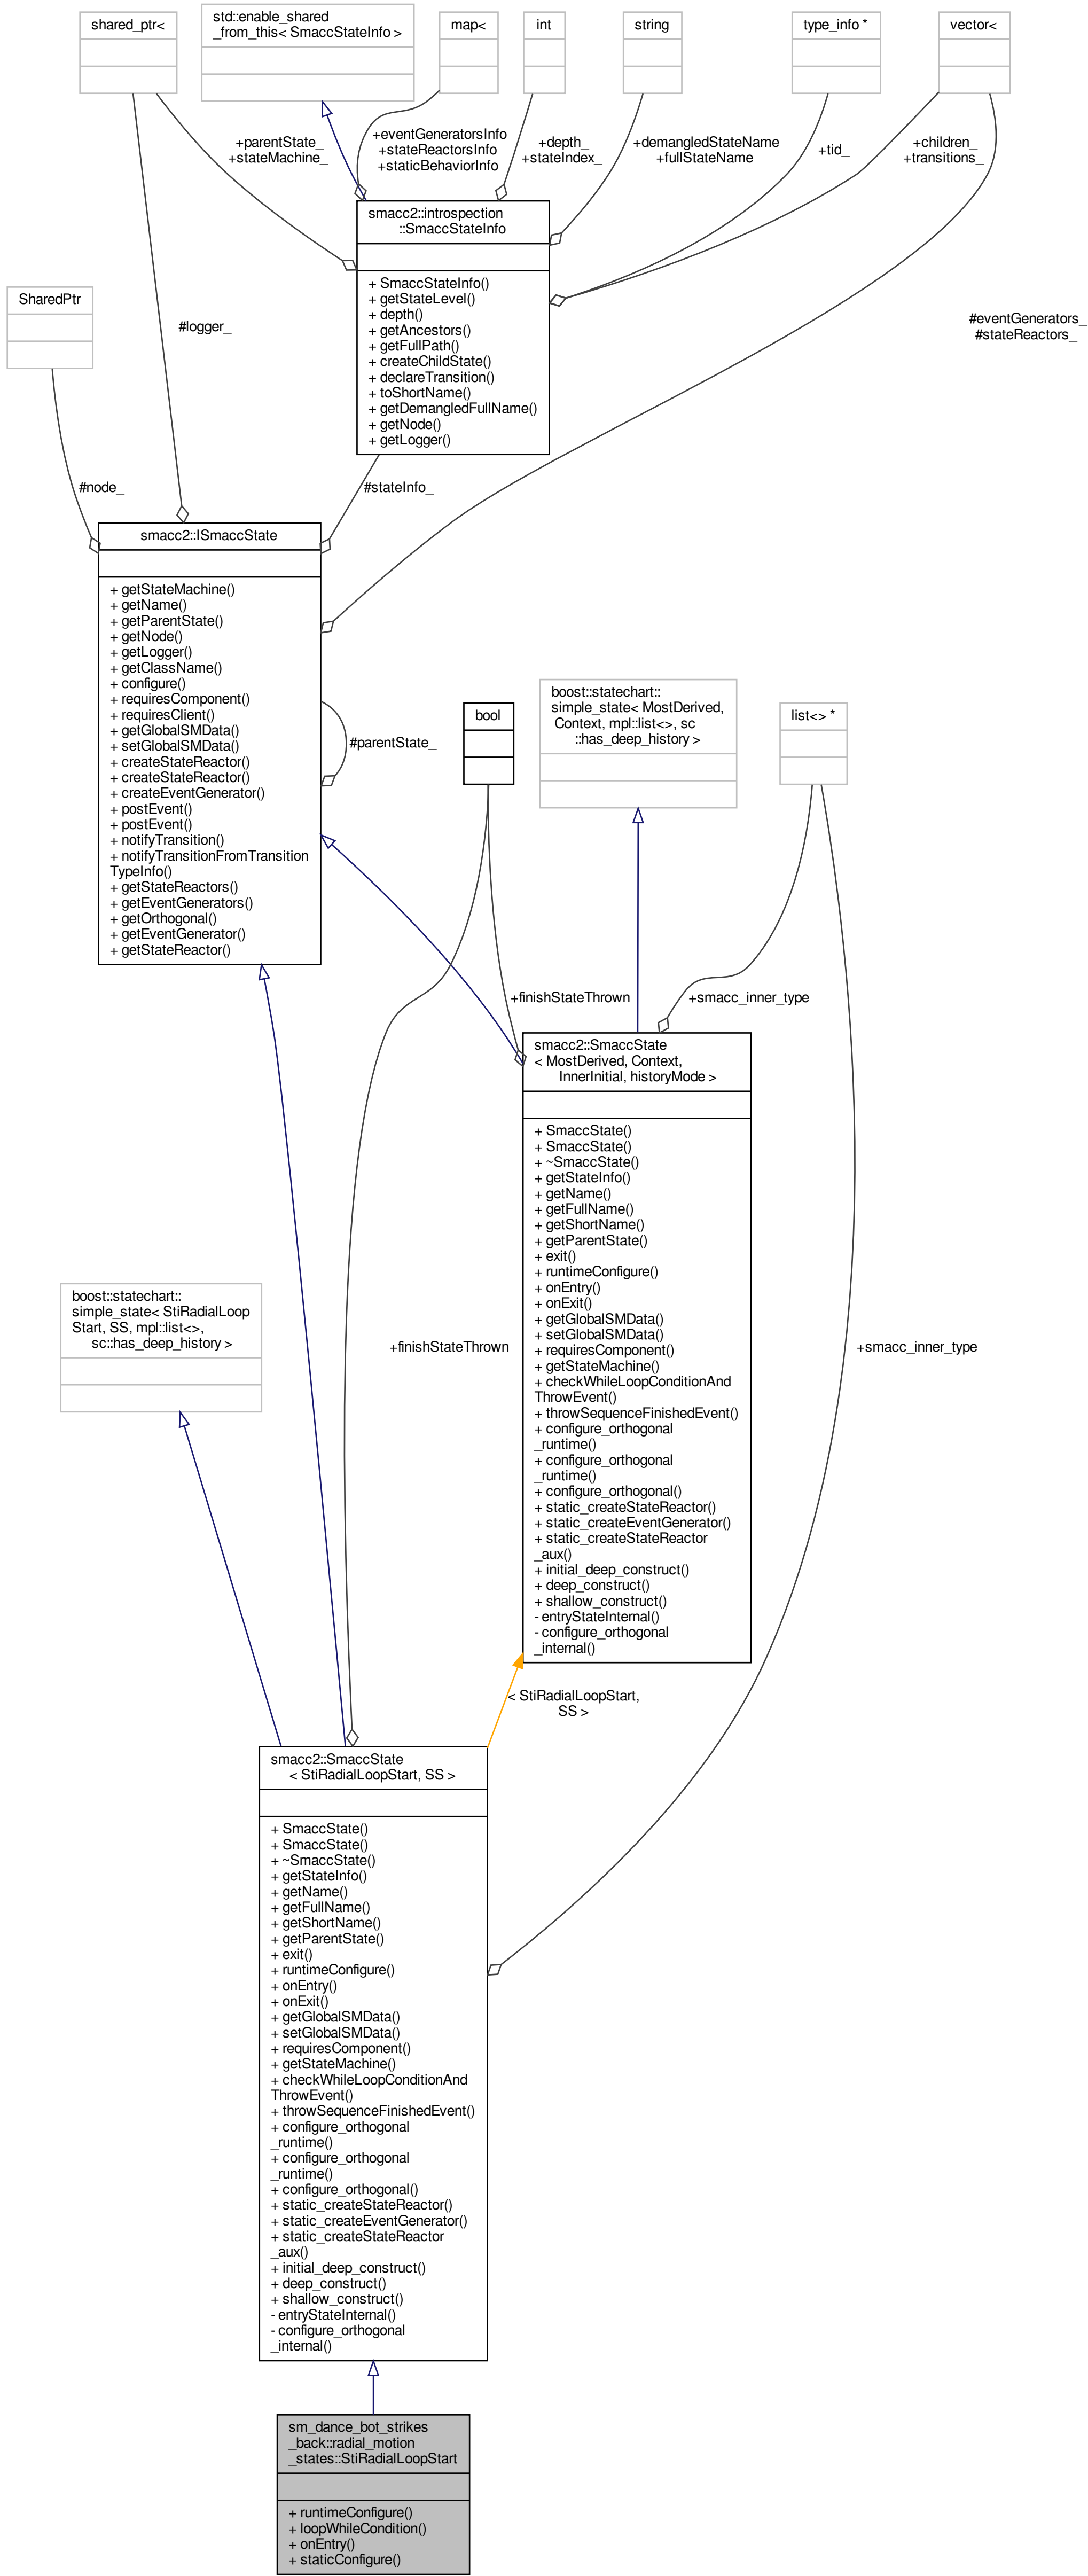 shared_ptr<
std::enable_shared
_from_this< SmaccStateInfo >
map<
int
string
type_info *
vector<
+parentState_
+stateMachine_
+eventGeneratorsInfo
+stateReactorsInfo
+staticBehaviorInfo
+depth_
+stateIndex_
+demangledStateName
+fullStateName
+tid_
+children_
+transitions_
smacc2::introspection
::SmaccStateInfo
+ SmaccStateInfo()
+ getStateLevel()
+ depth()
+ getAncestors()
+ getFullPath()
+ createChildState()
+ declareTransition()
+ toShortName()
+ getDemangledFullName()
+ getNode()
+ getLogger()
SharedPtr
#logger_
#eventGenerators_
#stateReactors_
#node_
#stateInfo_
smacc2::ISmaccState
+ getStateMachine()
+ getName()
+ getParentState()
+ getNode()
+ getLogger()
+ getClassName()
+ configure()
+ requiresComponent()
+ requiresClient()
+ getGlobalSMData()
+ setGlobalSMData()
+ createStateReactor()
+ createStateReactor()
+ createEventGenerator()
+ postEvent()
+ postEvent()
+ notifyTransition()
+ notifyTransitionFromTransition
TypeInfo()
+ getStateReactors()
+ getEventGenerators()
+ getOrthogonal()
+ getEventGenerator()
+ getStateReactor()
#parentState_
bool
boost::statechart::
simple_state< MostDerived,
Context, mpl::list<>, sc
::has_deep_history >
list<> *
+finishStateThrown
+smacc_inner_type
smacc2::SmaccState
< MostDerived, Context,
InnerInitial, historyMode >
+ SmaccState()
+ SmaccState()
+ ~SmaccState()
+ getStateInfo()
+ getName()
+ getFullName()
+ getShortName()
+ getParentState()
+ exit()
+ runtimeConfigure()
+ onEntry()
+ onExit()
+ getGlobalSMData()
+ setGlobalSMData()
+ requiresComponent()
+ getStateMachine()
+ checkWhileLoopConditionAnd
ThrowEvent()
+ throwSequenceFinishedEvent()
+ configure_orthogonal
_runtime()
+ configure_orthogonal
_runtime()
+ configure_orthogonal()
+ static_createStateReactor()
+ static_createEventGenerator()
+ static_createStateReactor
_aux()
+ initial_deep_construct()
+ deep_construct()
+ shallow_construct()
- entryStateInternal()
- configure_orthogonal
_internal()
boost::statechart::
simple_state< StiRadialLoop
Start, SS, mpl::list<>,
sc::has_deep_history >
+finishStateThrown
+smacc_inner_type
< StiRadialLoopStart,
SS >
smacc2::SmaccState
< StiRadialLoopStart, SS >
+ SmaccState()
+ SmaccState()
+ ~SmaccState()
+ getStateInfo()
+ getName()
+ getFullName()
+ getShortName()
+ getParentState()
+ exit()
+ runtimeConfigure()
+ onEntry()
+ onExit()
+ getGlobalSMData()
+ setGlobalSMData()
+ requiresComponent()
+ getStateMachine()
+ checkWhileLoopConditionAnd
ThrowEvent()
+ throwSequenceFinishedEvent()
+ configure_orthogonal
_runtime()
+ configure_orthogonal
_runtime()
+ configure_orthogonal()
+ static_createStateReactor()
+ static_createEventGenerator()
+ static_createStateReactor
_aux()
+ initial_deep_construct()
+ deep_construct()
+ shallow_construct()
- entryStateInternal()
- configure_orthogonal
_internal()
sm_dance_bot_strikes
_back::radial_motion
_states::StiRadialLoopStart
+ runtimeConfigure()
+ loopWhileCondition()
+ onEntry()
+ staticConfigure()